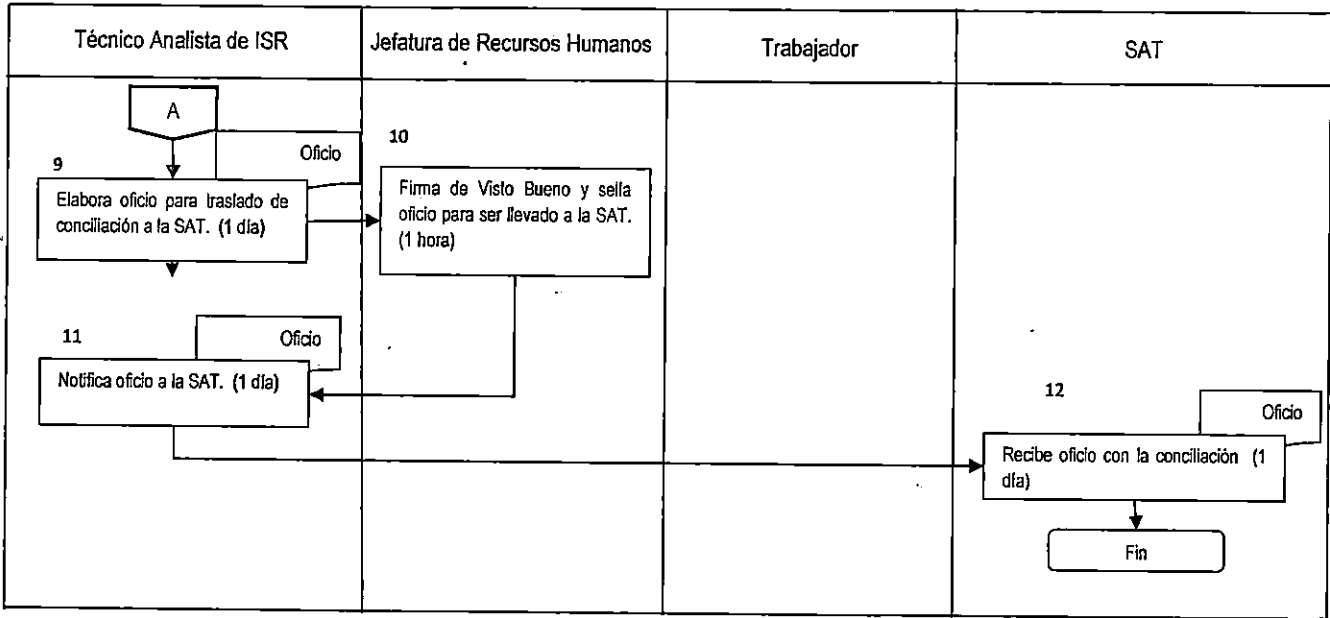 Técnico Analista de ISR
Jefatura de Recursos Humanos
Trabajador
SAT
A
Oficio
9
Elabora oficio para traslado de
conciliación a la SAT. (1 día)
10
Firma de Visto Bueno y sella
oficio para ser llevado a la SAT.
(1 hora)
11
Oficio
Notifica oficio a la SAT. (1 día)
12
Oficio
Recibe oficio con la conciliación (1
día)
Fin